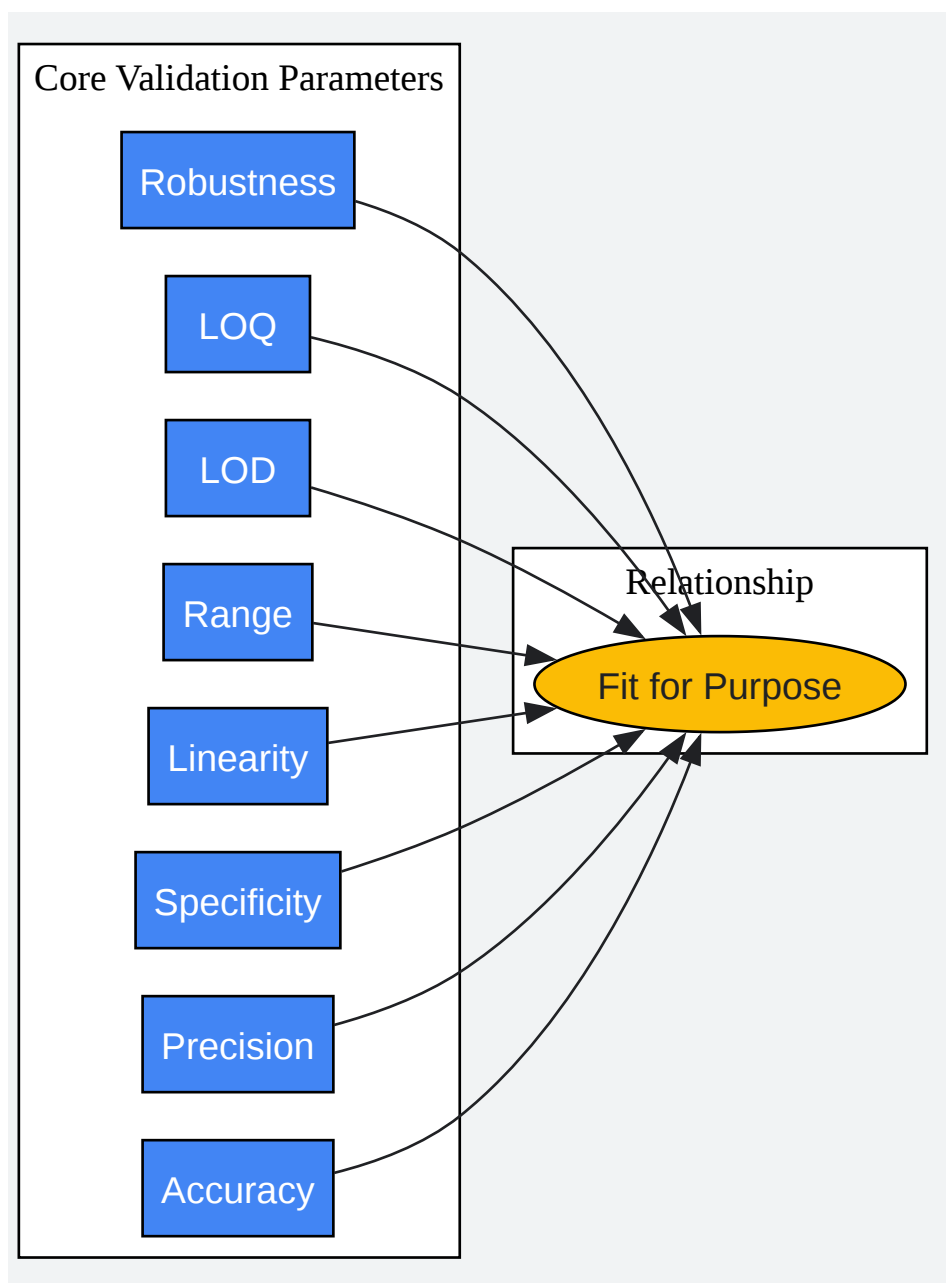 Core Validation Parameters
Robustness
LOQ
LOD
Range
Linearity
Specificity
Precision
Accuracy
Relationship
Fit for Purpose